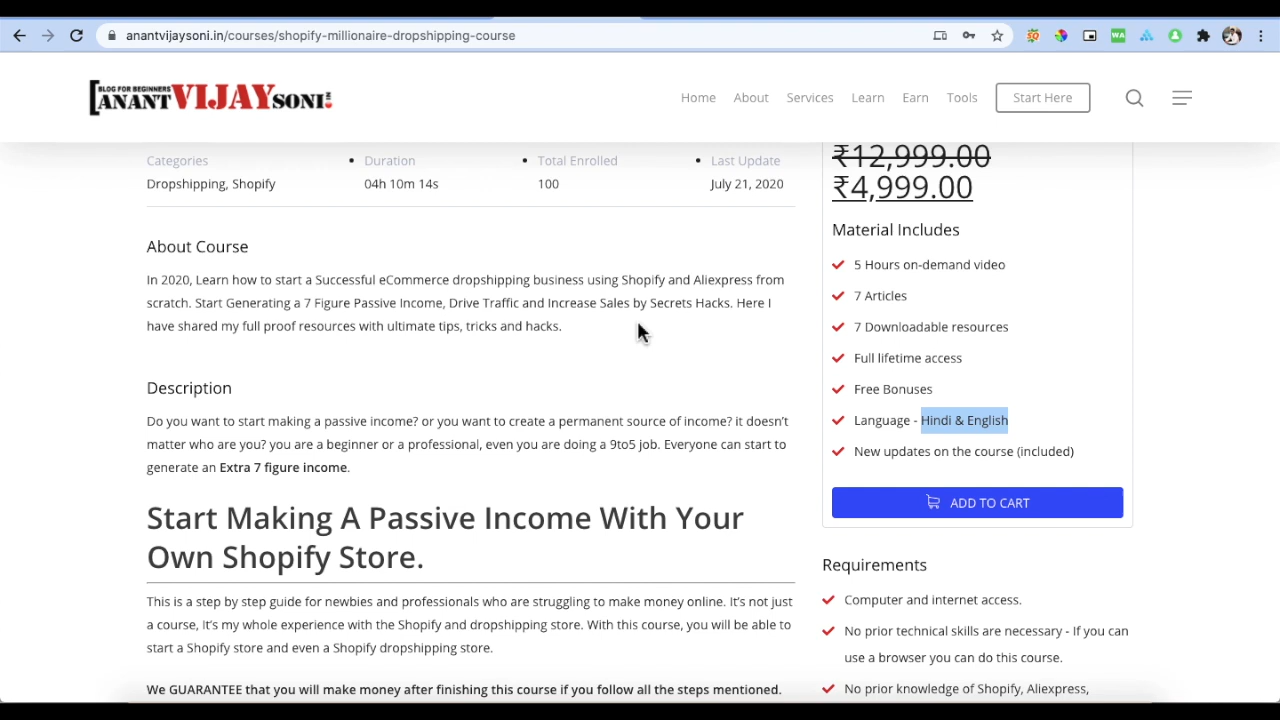 anantvijaysoni.in/courses/shopify-millionaire-dropshipping-course
BLOG FOR BEGINNERS
ANANTVIJAYSONI
Home About Services Learn Earn Tools Start Here
Categories • Duration • Total Enrolled • Last Update
Dropshipping, Shopify 04h 10m 14s 100 July 21, 2020
About Course
In 2020, Learn how to start a Successful eCommerce dropshipping business using Shopify and Aliexpress from
scratch. Start Generating a 7 Figure Passive Income, Drive Traffic and Increase Sales by Secrets Hacks. Here I
have shared my full proof resources with ultimate tips, tricks and hacks.
Description
Do you want to start making a passive income? or you want to create a permanent source of income? it doesn't
matter who are you? you are a beginner or a professional, even you are doing a 9to5 job. Everyone can start to
generate an Extra 7 figure income.
Start Making A Passive Income With Your
Own Shopify Store.
This is a step by step guide for newbies and professionals who are struggling to make money online. It's not just
a course, It's my whole experience with the Shopify and dropshipping store. With this course, you will be able to
start a Shopify store and even a Shopify dropshipping store.
We GUARANTEE that you will make money after finishing this course if you follow all the steps mentioned.
₹12,999.00
₹4,999.00
Material Includes
5 Hours on-demand video
7 Articles
7 Downloadable resources
Full lifetime access
Free Bonuses
Language - Hindi & English
New updates on the course (included)
ADD TO CART
Requirements
Computer and internet access.
No prior technical skills are necessary - If you can
use a browser you can do this course.
No prior knowledge of Shopify, Aliexpress,